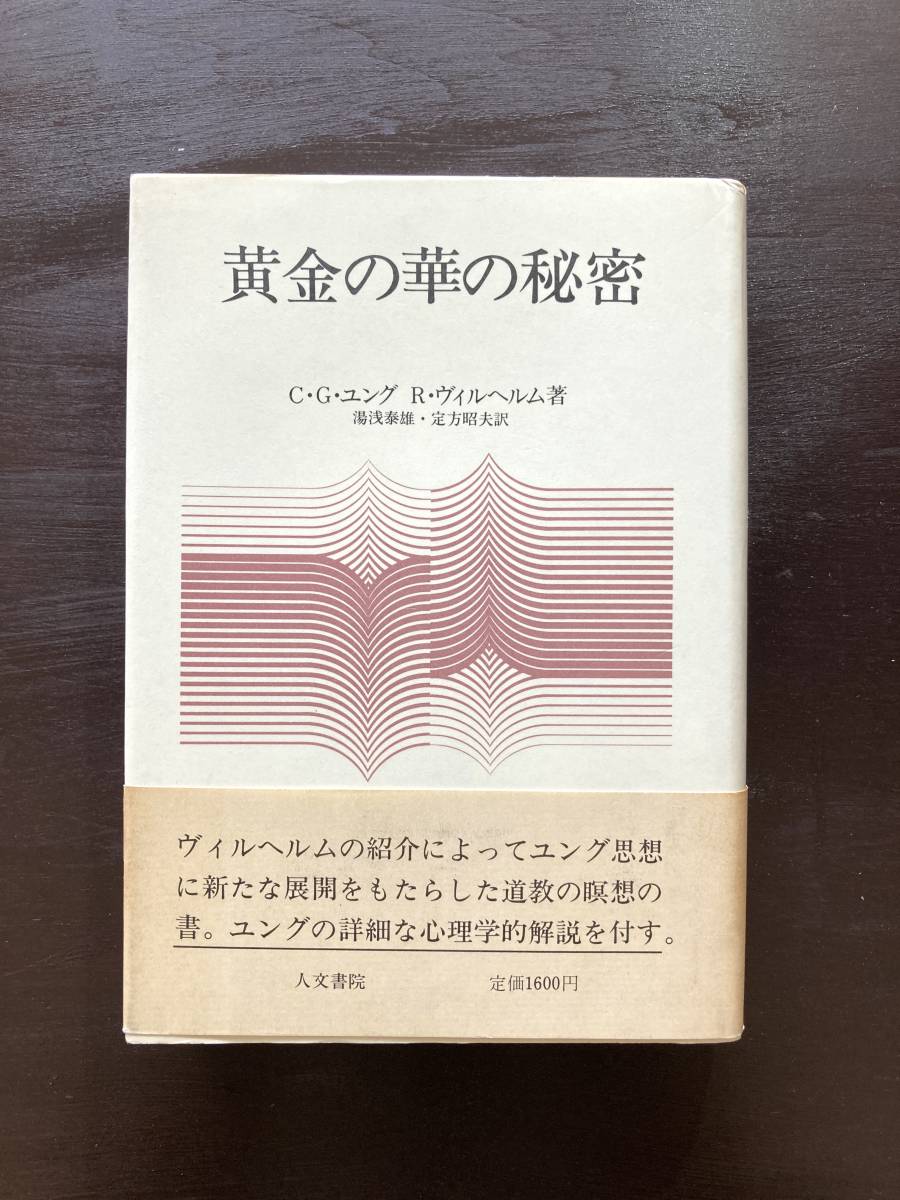 黄金の華の秘密
C・G・ユング R・ヴィルヘルム著
湯浅泰雄・定方昭夫訳
ヴィルヘルムの紹介によってユング思想
に新たな展開をもたらした道教の瞑想の
書。ユングの詳細な心理学的解説を付す。
人文書院 定価1600円